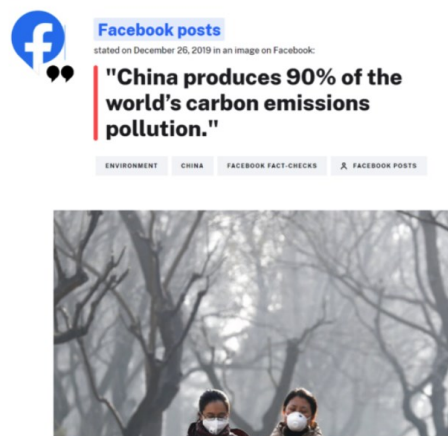 Facebook posts
stated on December 26, 2019 in an image on Facebook:
"China produces 90% of the
world’s carbon emissions
pollution."
ENVIRONMENT CHINA FACEBOOK FACT-CHECKS FACEBOOK POSTS